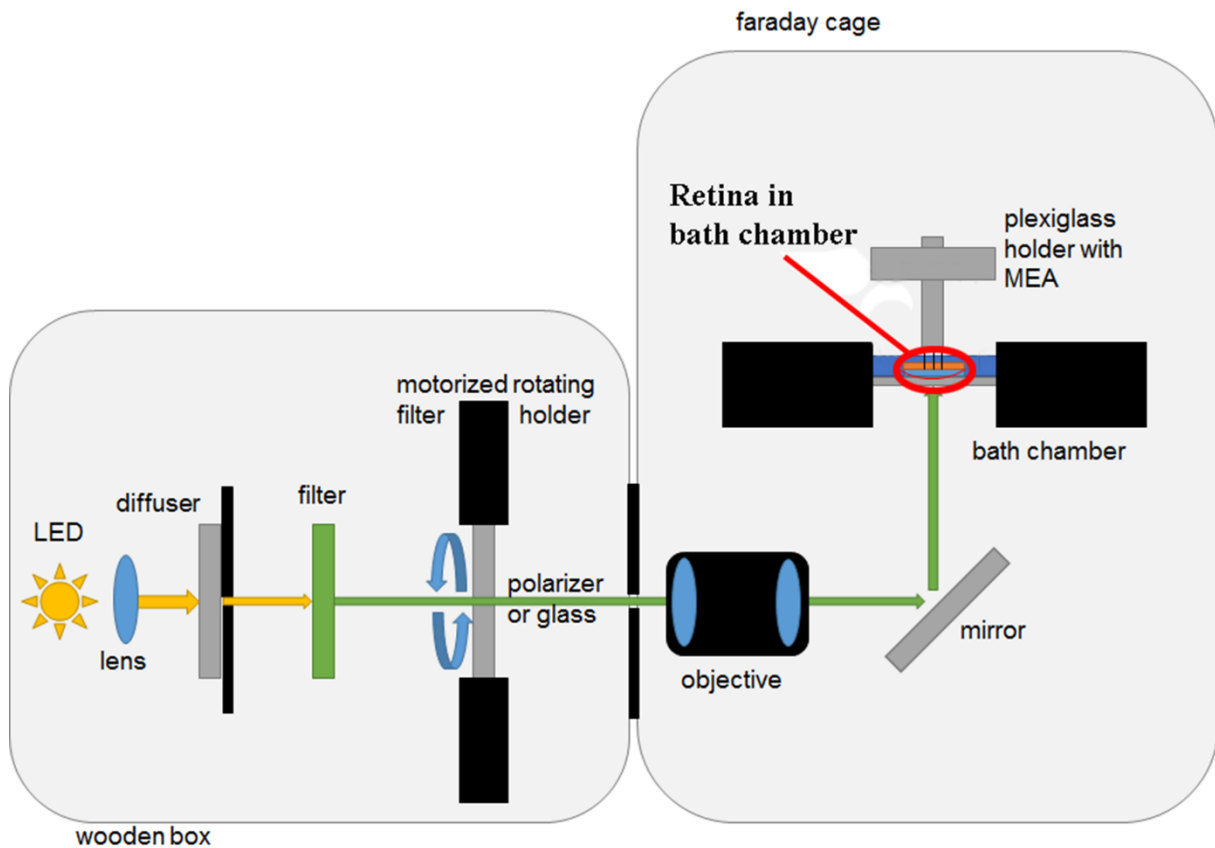 faraday cage
Retina in
bath chamber
plexiglass
holder with
MEA
motorized rotating
filter holder
bath chamber
diffuser
filter
LED
polarizer
or glass
lens
mirror
objective
wooden box